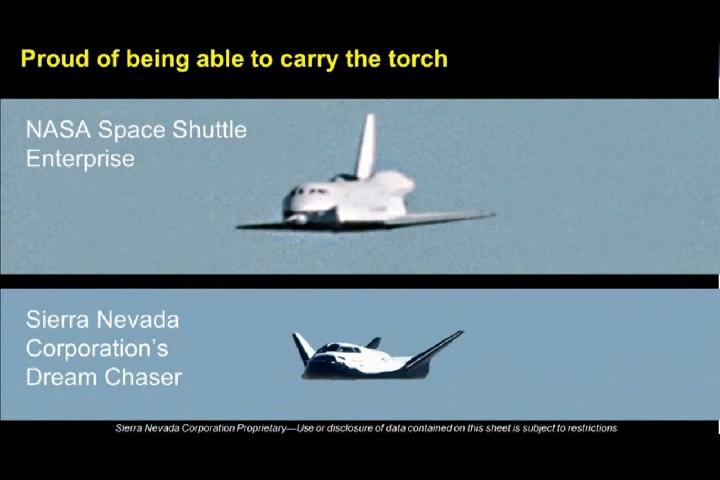 Proud of being able to carry the torch
NASA Space Shuttle
Enterprise
Sierra Nevada
Corporation's
Dream Chaser
Sierra Nevada Corporation Proprietary—Use or disclosure of data contained on this sheet is subject to restrictions